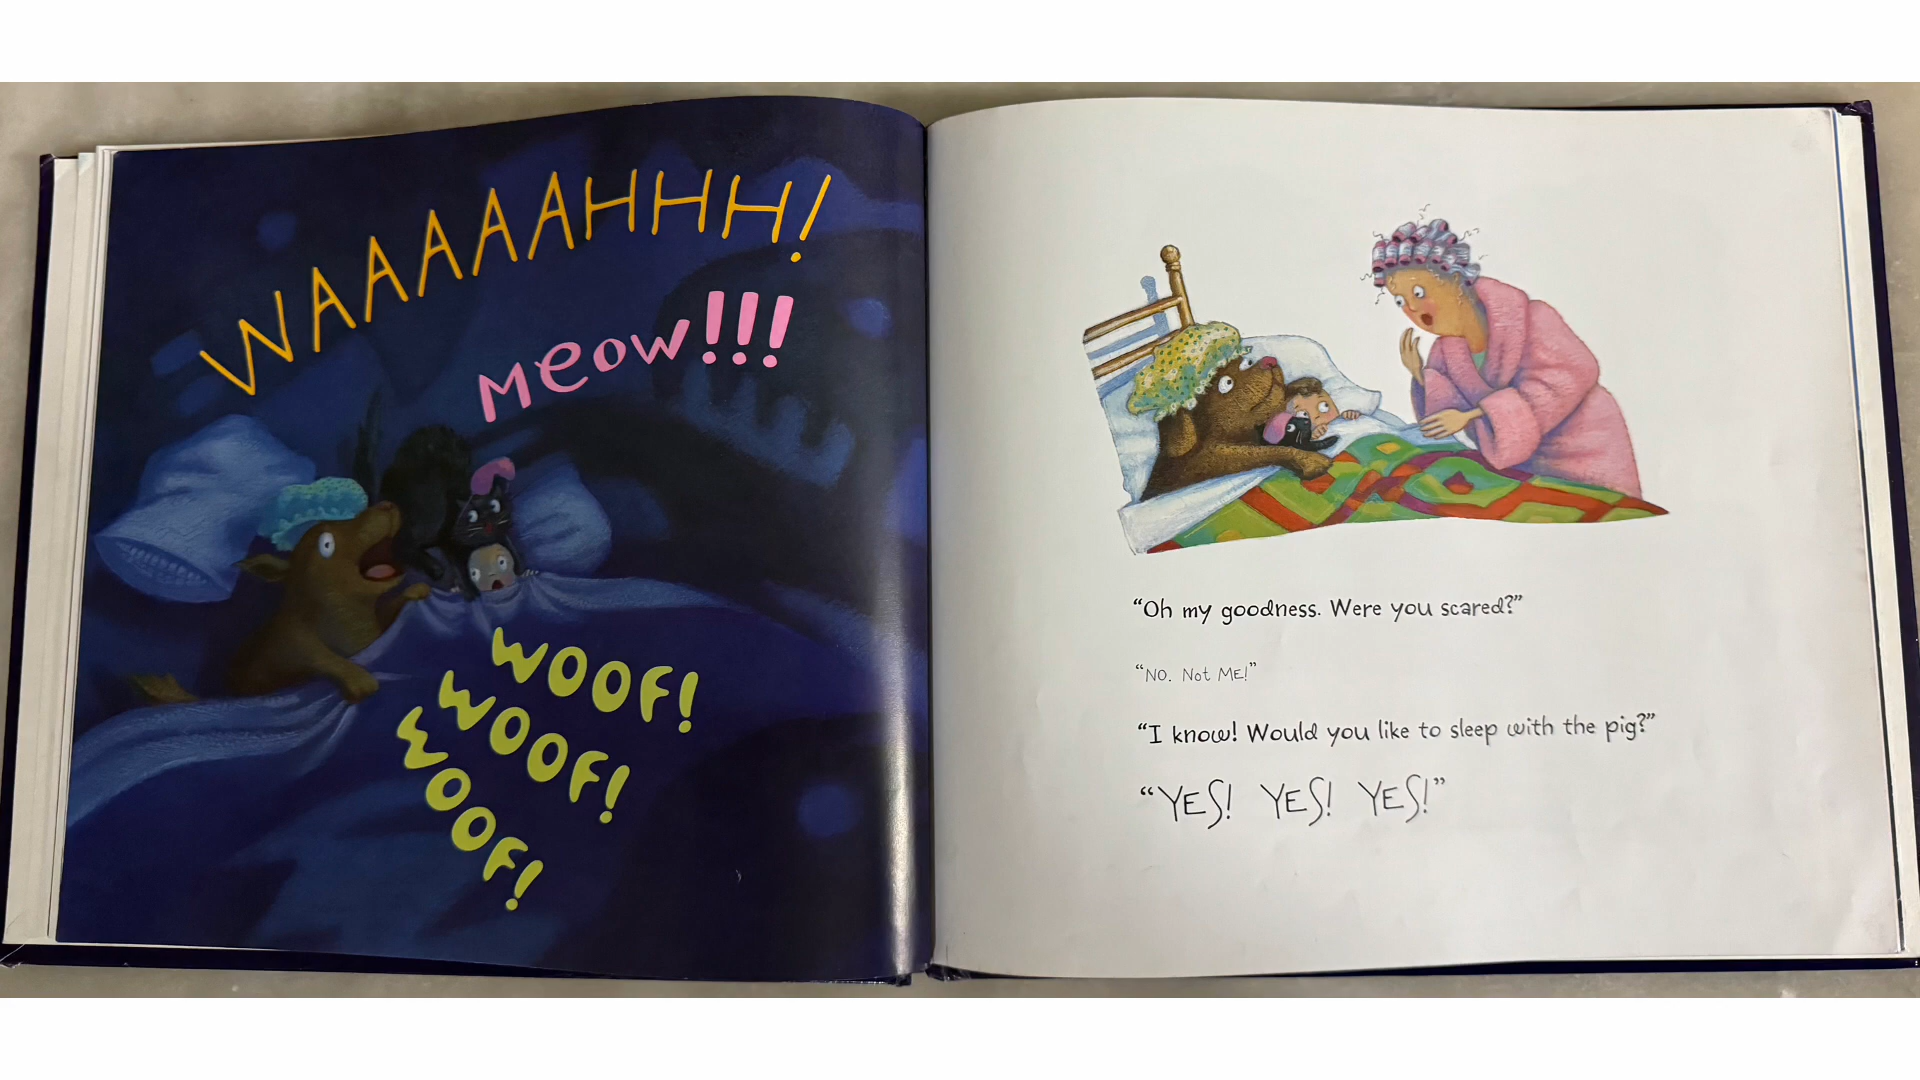 WAAAAAHHH!
Meow!!!
WOOF!
WOOF!
WOOF!
“Oh my goodness. Were you scared?”
“NO. Not ME!”
“I know! Would you like to sleep with the pig?”
“YES! YES! YES!”